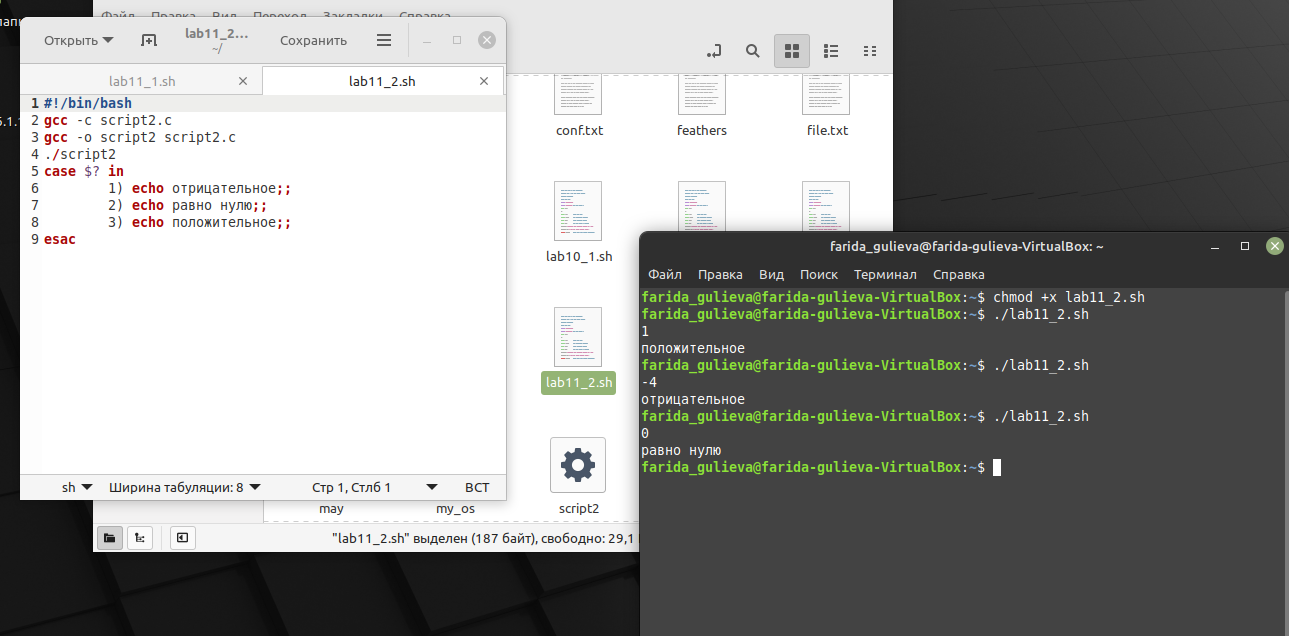 Файл Правка Вид Переход Закладки Справка
Открыть
lab11_2...
~/
Сохранить
lab11_1.sh
lab11_2.sh
1 #!/bin/bash
2 gcc -c script2.c
3 gcc -o script2 script2.c
4 ./script2
5 case $? in
6 1) echo отрицательное;;
7 2) echo равно нулю;;
8 3) echo положительное;;
9 esac
sh Ширина табуляции: 8 Стр 1, Стлб 1 ВСТ
conf.txt feathers file.txt
lab10_1.sh
lab11_2.sh
may my_os script2
"lab11_2.sh" выделен (187 байт), свободно: 29,1
farida_gulieva@farida-gulieva-VirtualBox: ~
Файл Правка Вид Поиск Терминал Справка
farida_gulieva@farida-gulieva-VirtualBox:~$ chmod +x lab11_2.sh
farida_gulieva@farida-gulieva-VirtualBox:~$ ./lab11_2.sh
1
положительное
farida_gulieva@farida-gulieva-VirtualBox:~$ ./lab11_2.sh
-4
отрицательное
farida_gulieva@farida-gulieva-VirtualBox:~$ ./lab11_2.sh
0
равно нулю
farida_gulieva@farida-gulieva-VirtualBox:~$